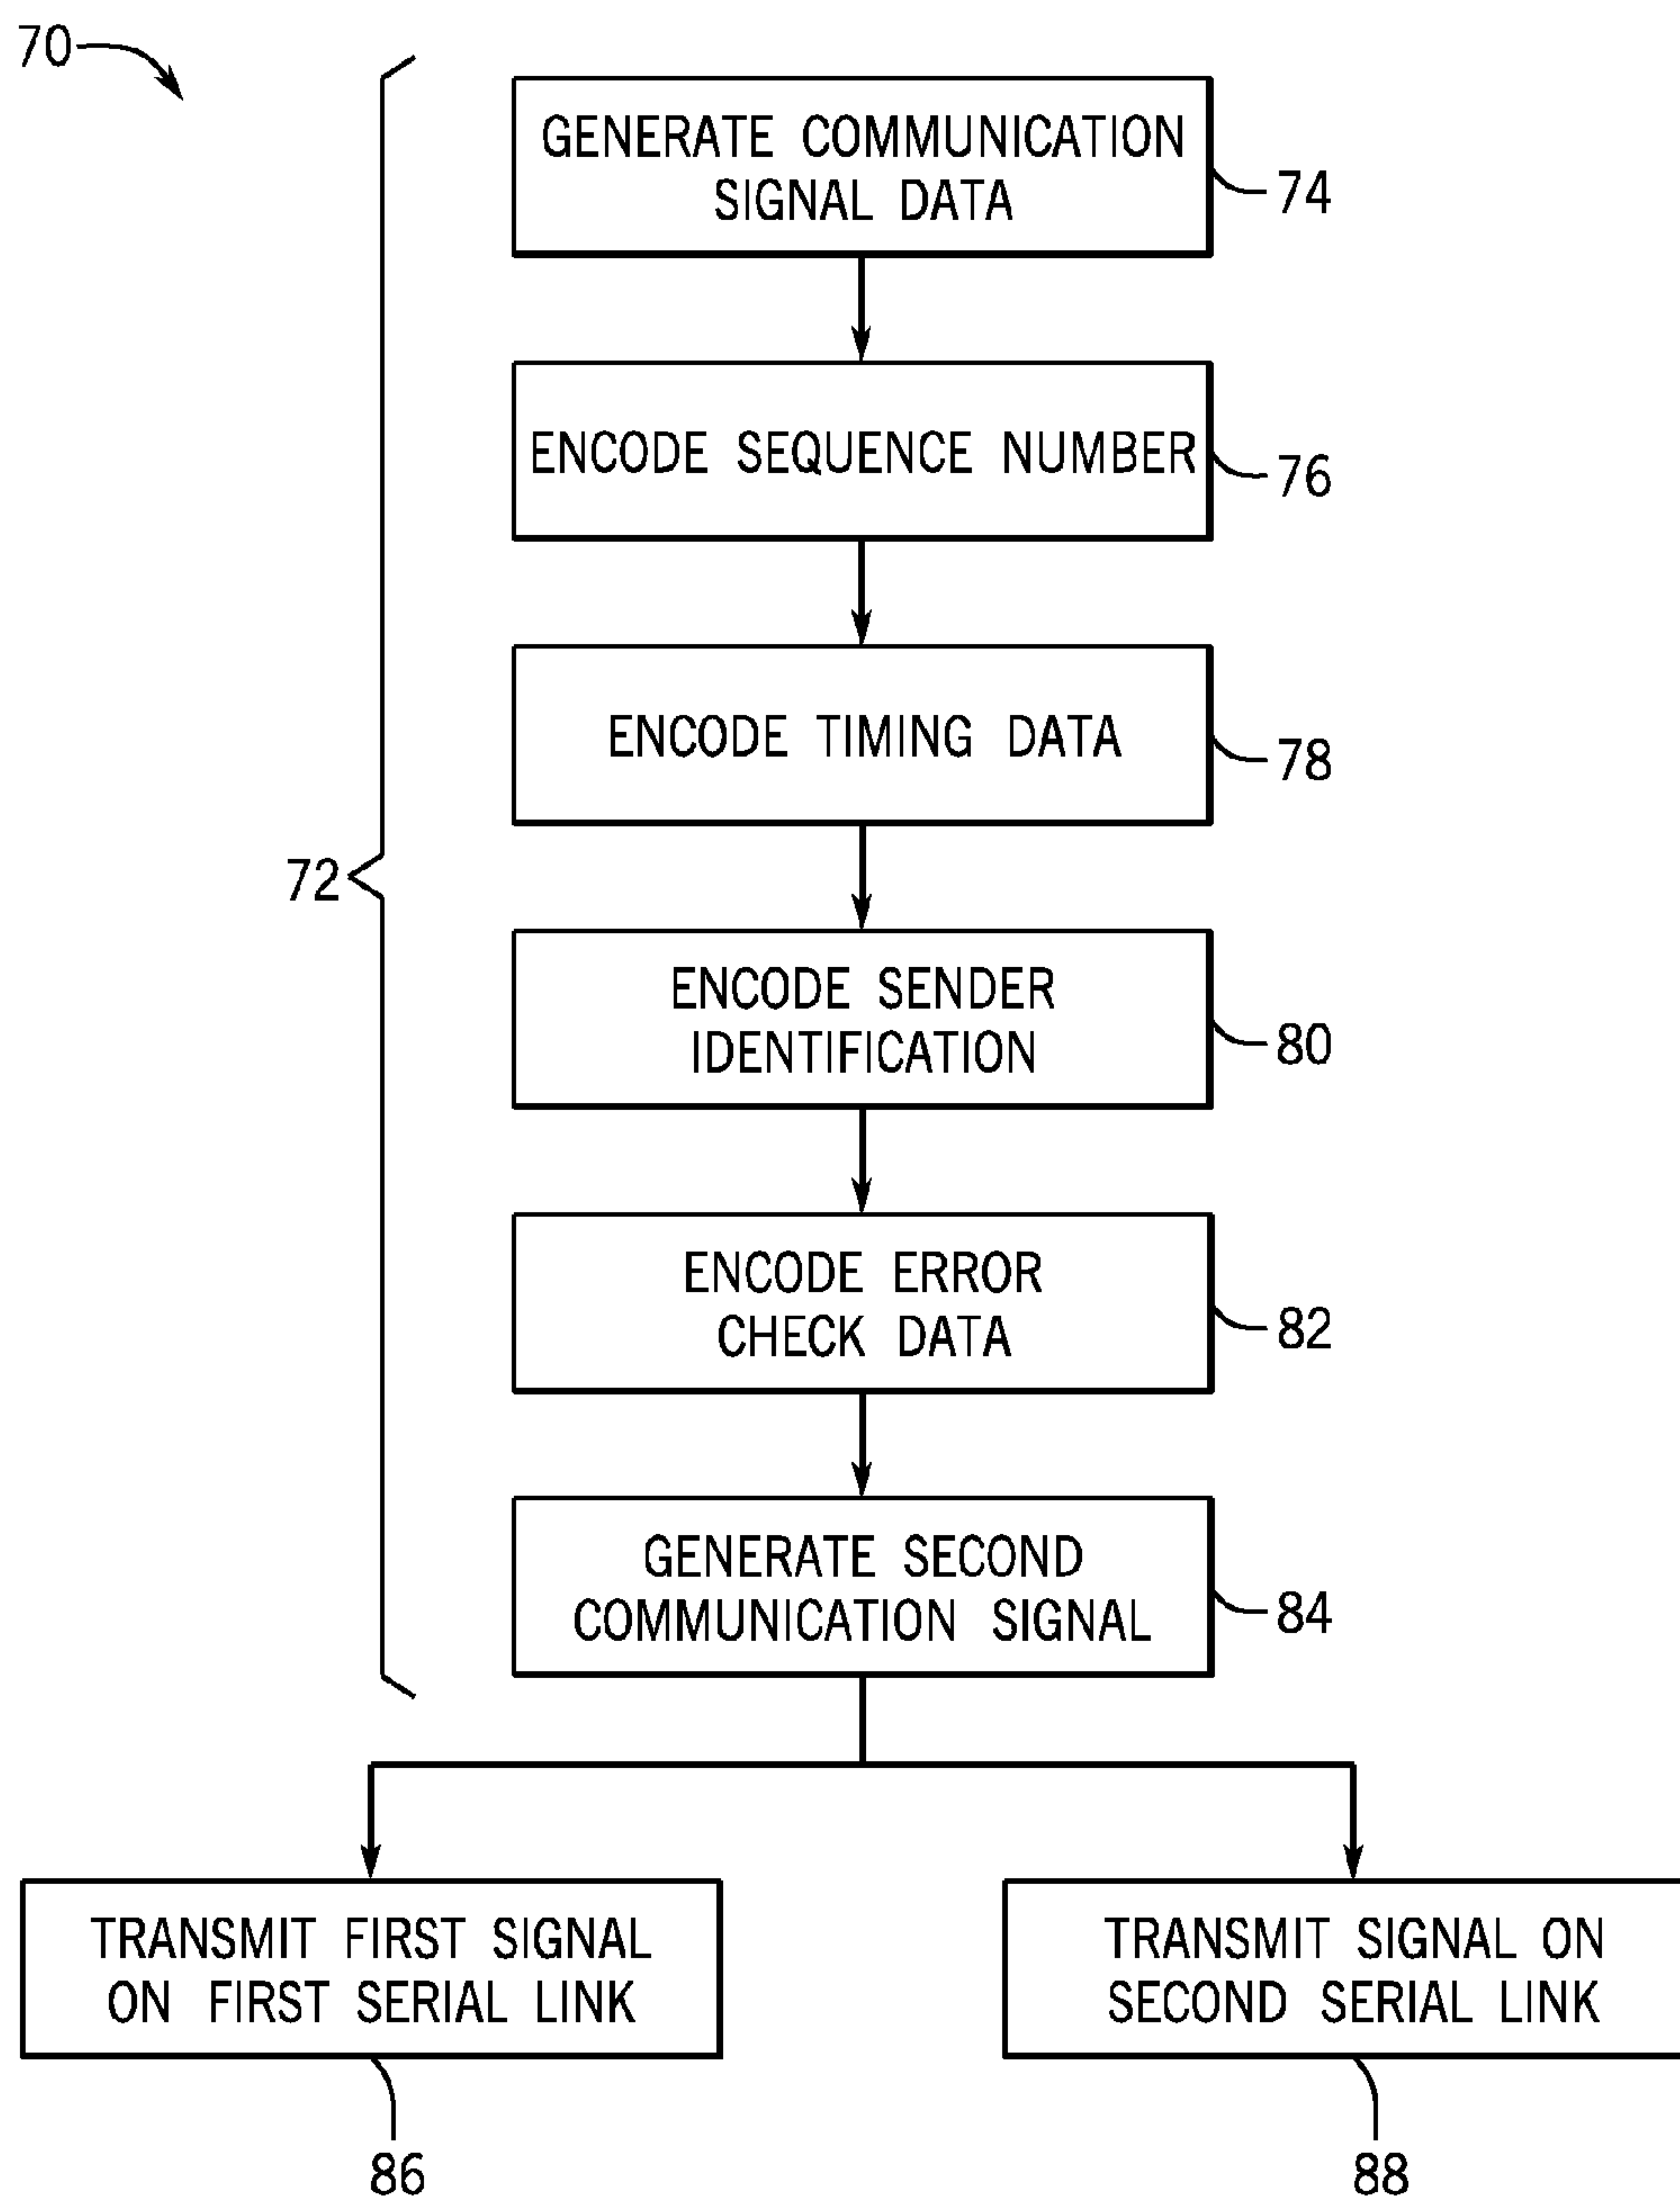 70
GENERATE COMMUNICATION
SIGNAL DATA
74
ENCODE SEQUENCE NUMBER
76
ENCODE TIMING DATA
78
72
ENCODE SENDER
IDENTIFICATION
80
ENCODE ERROR
CHECK DATA
82
GENERATE SECOND
COMMUNICATION SIGNAL
84
TRANSMIT FIRST SIGNAL
ON FIRST SERIAL LINK
86
TRANSMIT SIGNAL ON
SECOND SERIAL LINK
88